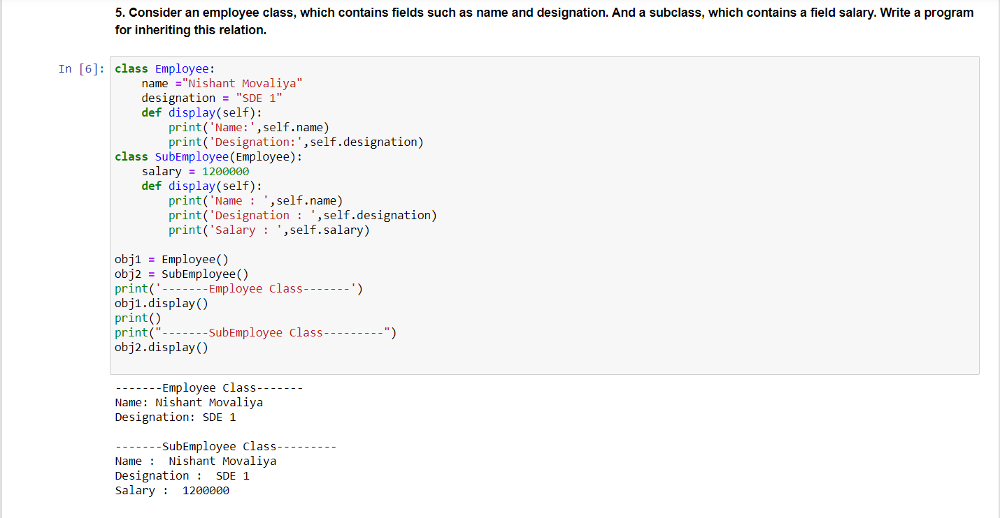 5. Consider an employee class, which contains fields such as name and designation. And a subclass, which contains a field salary. Write a program
for inheriting this relation.
In [6]: class Employee:
    name ="Nishant Movaliya"
    designation = "SDE 1"
    def display(self):
        print('Name:',self.name)
        print('Designation:',self.designation)
class SubEmployee(Employee):
    salary = 1200000
    def display(self):
        print('Name : ',self.name)
        print('Designation : ',self.designation)
        print('Salary : ',self.salary)
obj1 = Employee()
obj2 = SubEmployee()
print('-------Employee Class-------')
obj1.display()
print()
print("-------SubEmployee Class---------")
obj2.display()
-------Employee Class-------
Name: Nishant Movaliya
Designation: SDE 1
-------SubEmployee Class---------
Name :  Nishant Movaliya
Designation :  SDE 1
Salary :  1200000